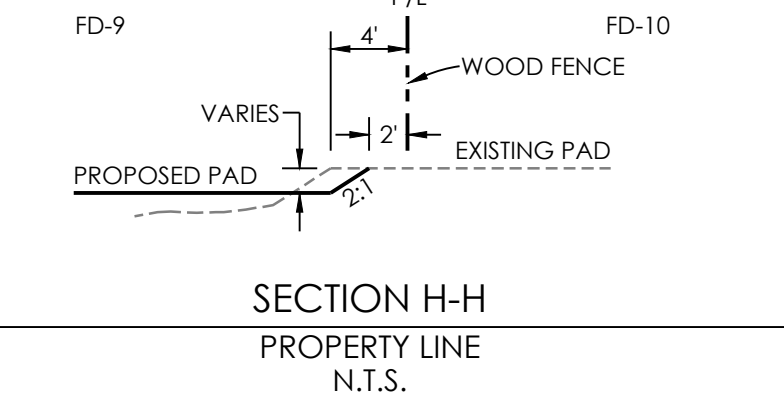 FD-9
FD-10
4'
WOOD FENCE
VARIES
2'
EXISTING PAD
PROPOSED PAD
2:1
SECTION H-H
PROPERTY LINE
N.T.S.